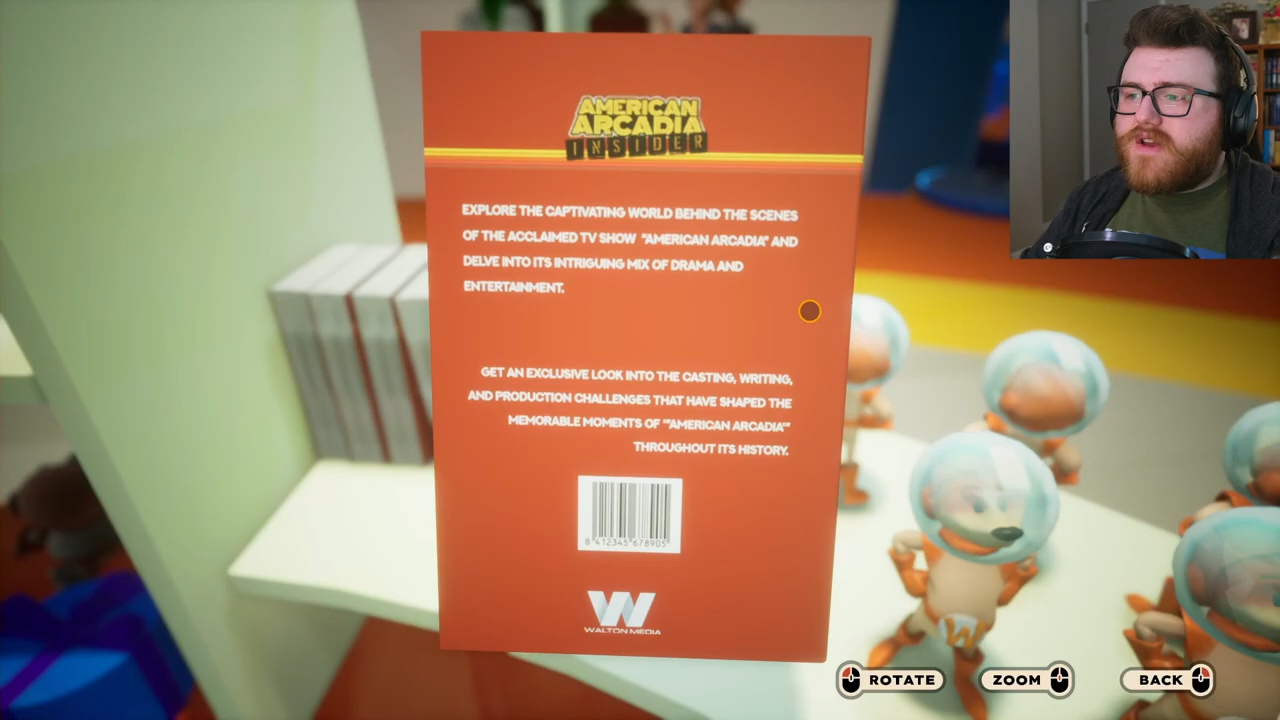 AMERICAN
ARCADIA
INSIDER
EXPLORE THE CAPTIVATING WORLD BEHIND THE SCENES
OF THE ACCLAIMED TV SHOW "AMERICAN ARCADIA" AND
DELVE INTO ITS INTRIGUING MIX OF DRAMA AND
ENTERTAINMENT.
GET AN EXCLUSIVE LOOK INTO THE CASTING, WRITING,
AND PRODUCTION CHALLENGES THAT HAVE SHAPED THE
MEMORABLE MOMENTS OF '"AMERICAN ARCADIA'"
THROUGHOUT ITS HISTORY.
8 412345 678905
W
WALTON MEDIA
W
ROTATE
ZOOM
BACK